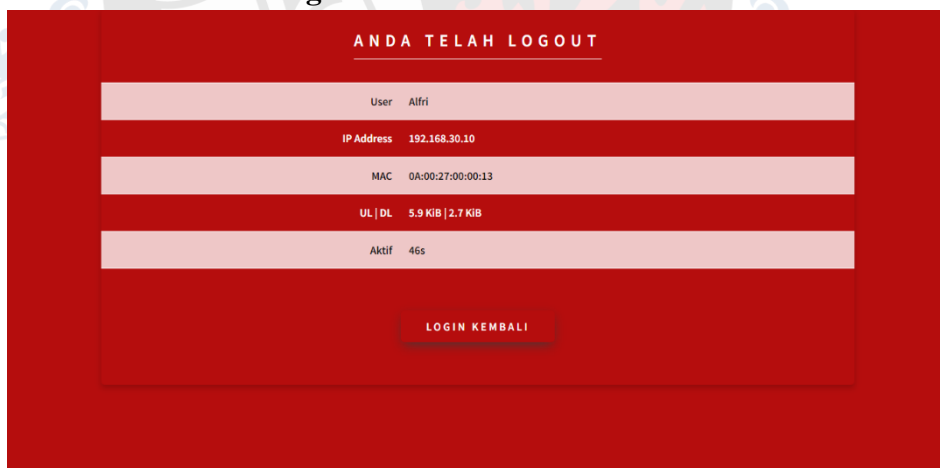 ANDA TELAH LOGOUT
User Alfri
IP Address 192.168.30.10
MAC 0A:00:27:00:00:13
UL | DL 5.9 KiB | 2.7 KiB
Aktif 46s
LOGIN KEMBALI